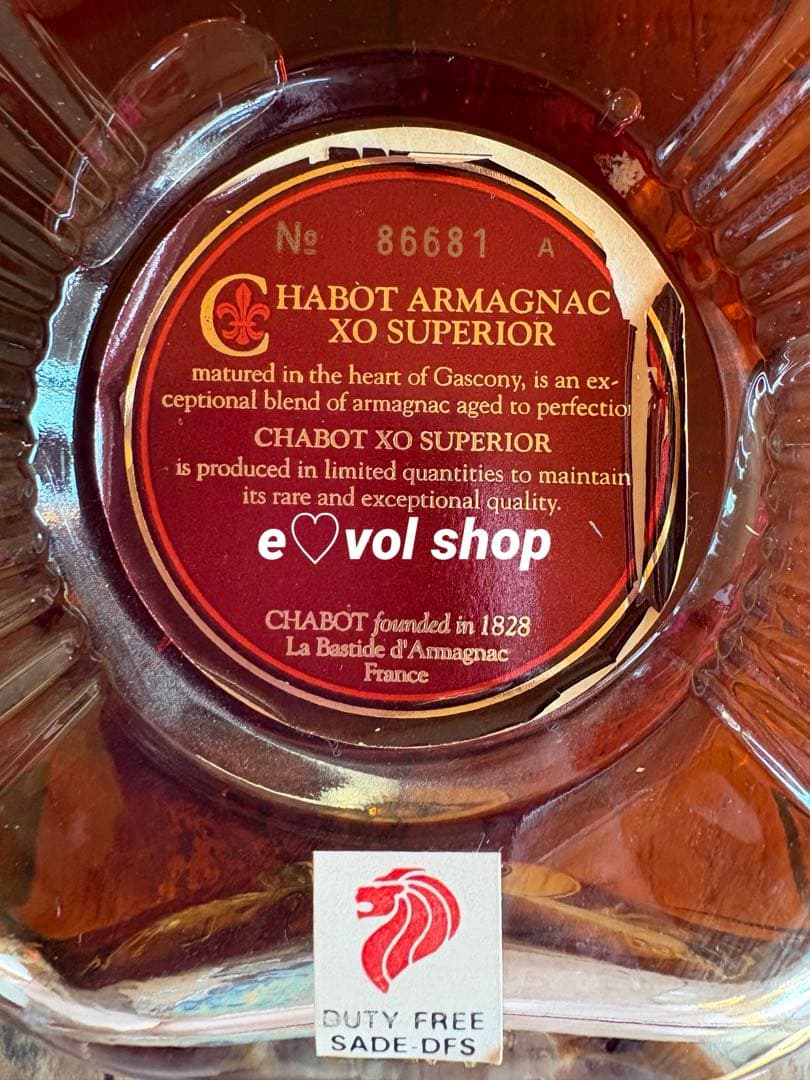 Nº 86681 A
CHABOT ARMAGNAC
XO SUPERIOR
matured in the heart of Gascony, is an ex-
ceptional blend of armagnac aged to perfectio
CHABOT XO SUPERIOR
is produced in limited quantities to maintain
its rare and exceptional quality.
e♡vol shop
CHABOT founded in 1828
La Bastide d'Armagnac
France
DUTY FREE
SADE-DFS